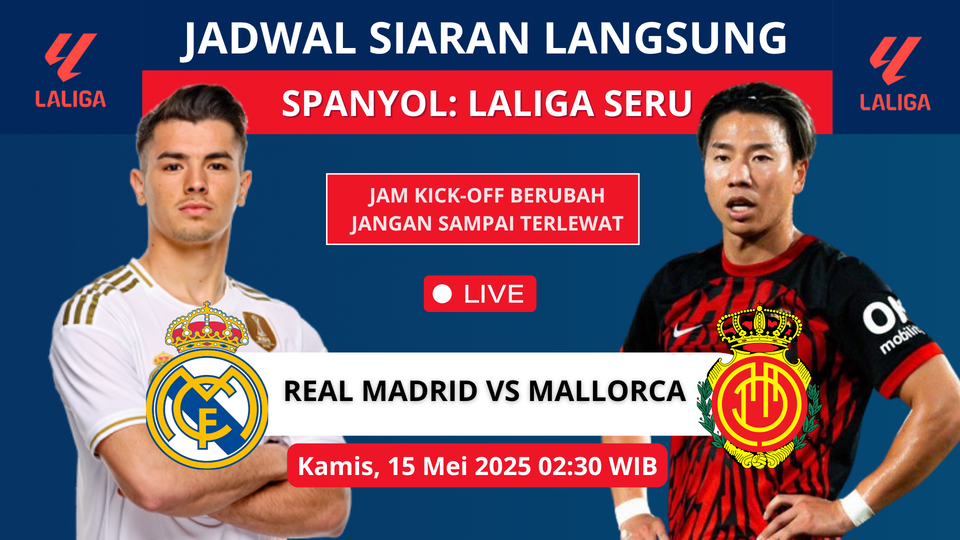 JADWAL SIARAN LANGSUNG
LALIGA
SPANYOL: LALIGA SERU
LALIGA
JAM KICK-OFF BERUBAH
JANGAN SAMPAI TERLEWAT
LIVE
REAL MADRID VS MALLORCA
Kamis, 15 Mei 2025 02:30 WIB